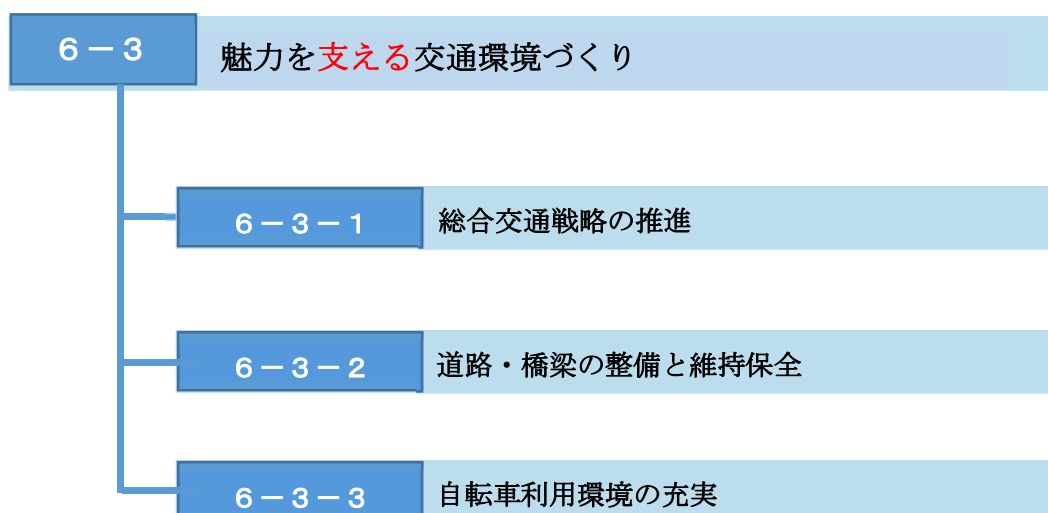 ６－３ 魅力を支える交通環境づくり
６－３－１ 総合交通戦略の推進
６－３－２ 道路・橋梁の整備と維持保全
６－３－３ 自転車利用環境の充実